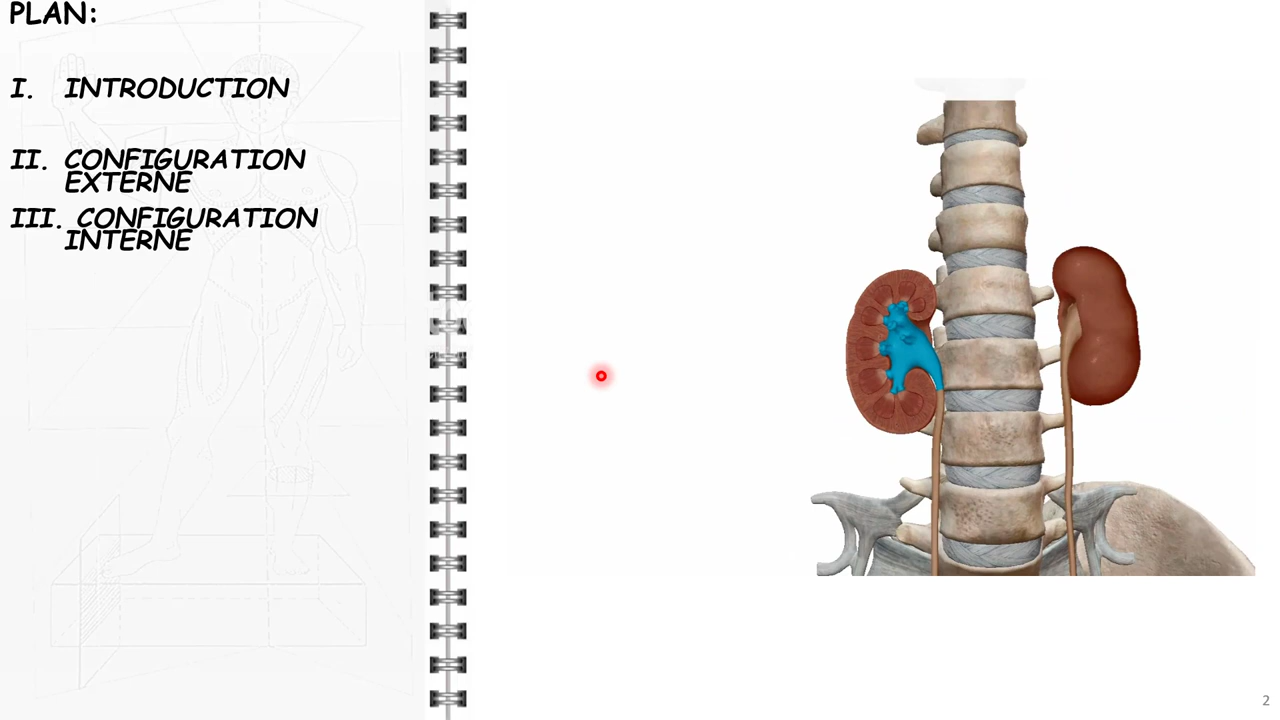 PLAN:
I. INTRODUCTION
II. CONFIGURATION
EXTERNE
III. CONFIGURATION
INTERNE
2